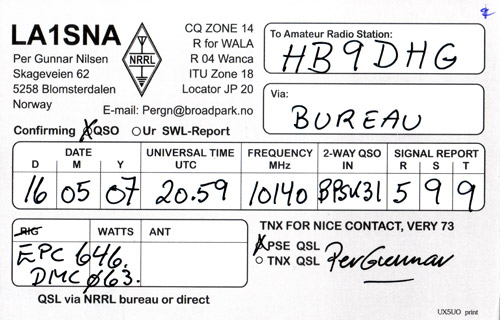 LA1SNA
Per Gunnar Nilsen
Skageveien 62
5258 Blomsterdalen
Norway
NRRL
CQ ZONE 14
R for WALA
R 04 Wanca
ITU Zone 18
Locator JP 20
E-mail: Pergn@broadpark.no
To Amateur Radio Station:
HB9DHG
Via:
BUREAU
Confirming X QSO O Ur SWL-Report
DATE UNIVERSAL TIME FREQUENCY 2-WAY QSO SIGNAL REPORT
D M Y UTC MHz IN R S T
16 05 07 20.59 10140 BPSK31 5 9 9
RIG WATTS ANT
EPC 646.
DMC 063.
TNX FOR NICE CONTACT, VERY 73
X PSE QSL
O TNX QSL Per Gunnar
QSL via NRRL bureau or direct
UX5UO print